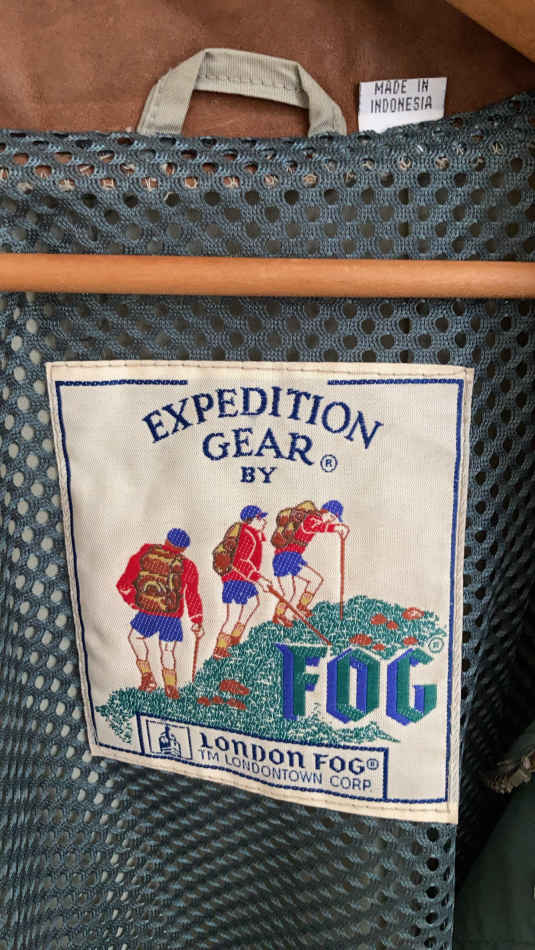 MADE IN
INDONESIA
EXPEDITION
GEAR®
BY
FOG®
LONDON FOG®
TM LONDONTOWN CORP.